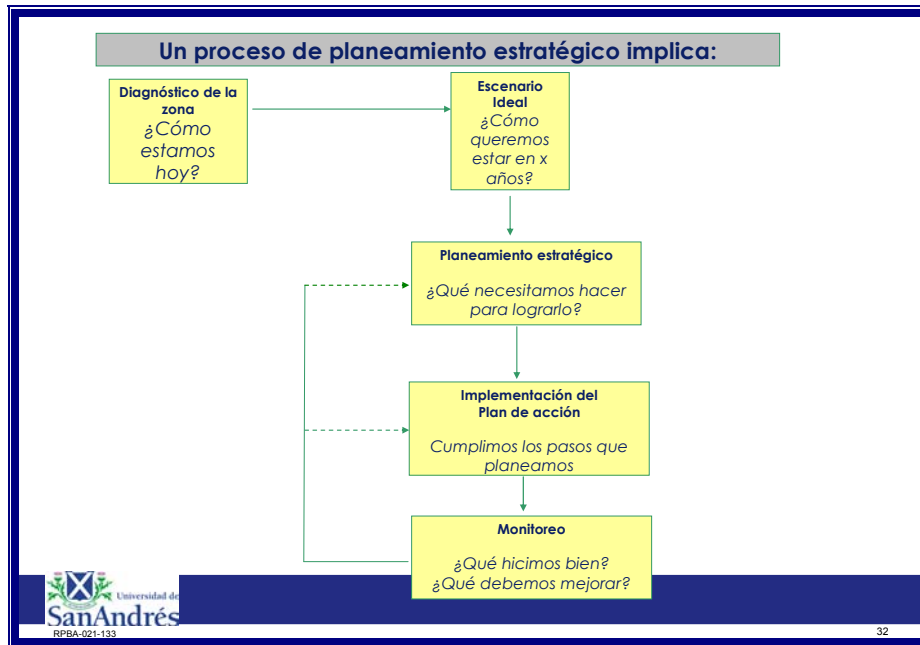 Un proceso de planeamiento estratégico implica:
Diagnóstico de la
zona
¿Cómo
estamos
hoy?
Escenario
Ideal
¿Cómo
queremos
estar en x
años?
Planeamiento estratégico
¿Qué necesitamos hacer
para lograrlo?
Implementación del
Plan de acción
Cumplimos los pasos que
planeamos
Monitoreo
¿Qué hicimos bien?
¿Qué debemos mejorar?
Universidad de
SanAndrés
RPBA-021-133
32